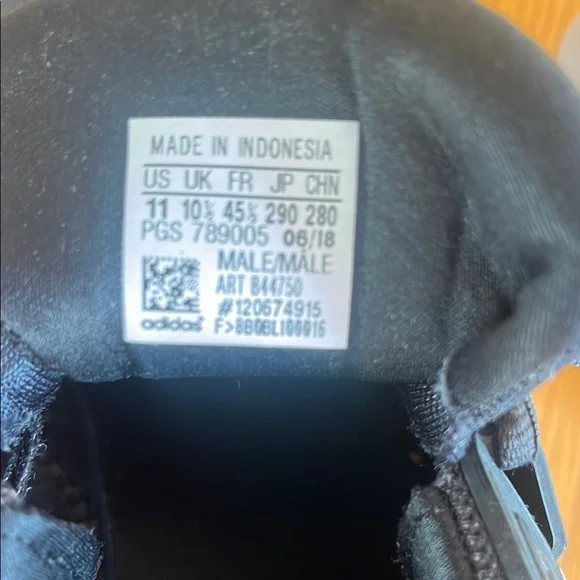 MADE IN INDONESIA
US UK FR JP CHN
11 10½ 45⅓ 290 280
PGS 789005 06/18
MALE/MÂLE
ART B44750
#120674915
adidas F>